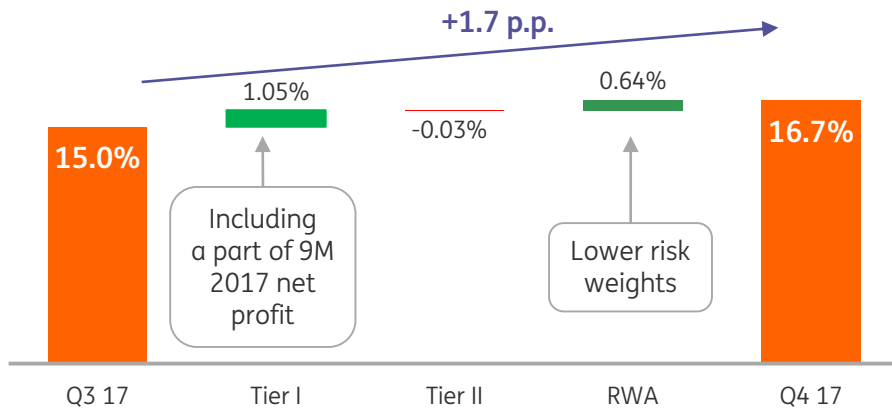 +1.7 p.p.
1.05%
0.64%
-0.03%
15.0%
16.7%
Including
a part of 9M
2017 net
profit
Lower risk
weights
Q3 17
Tier I
Tier II
RWA
Q4 17